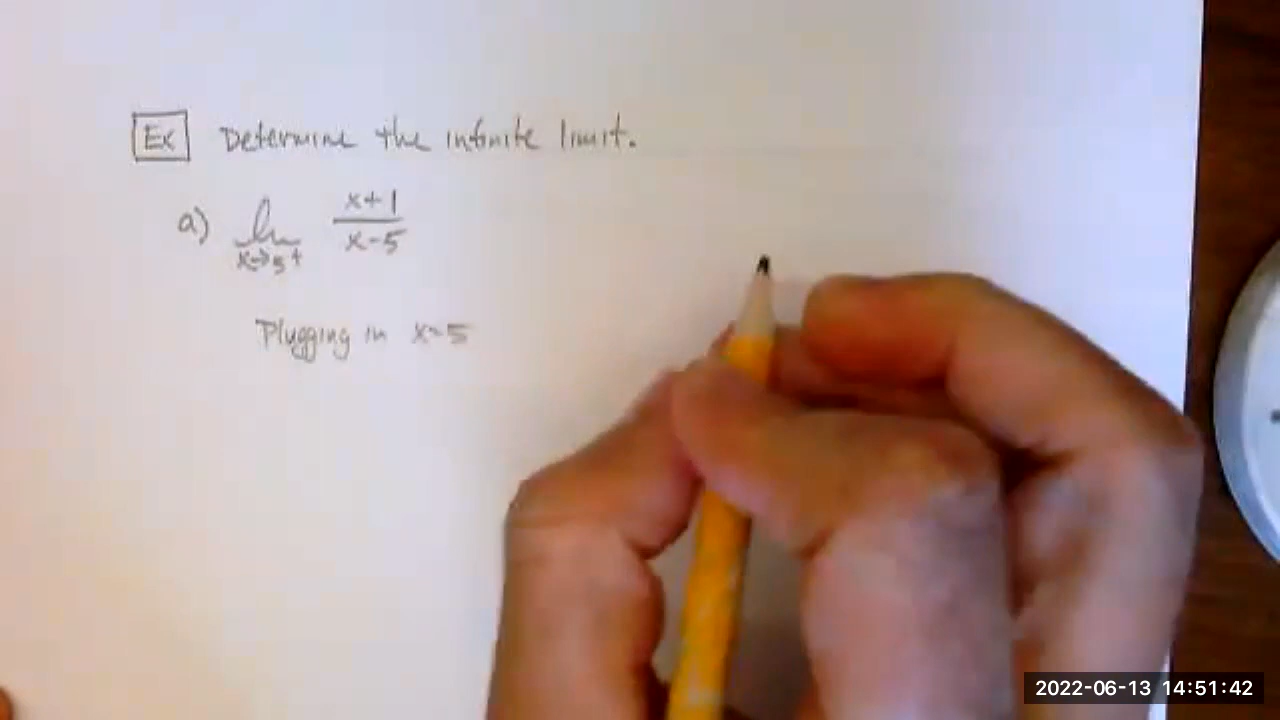 Ex Determine the infinite limit.
a) lim x→5⁺ (x+1)/(x-5)
Plugging in x=5
2022-06-13 14:51:42